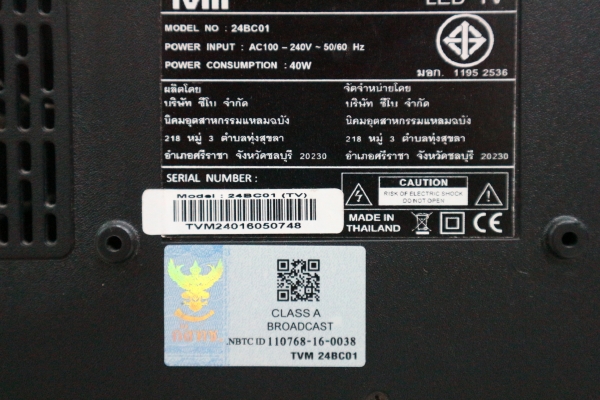 LED TV
MODEL NO : 24BC01
POWER INPUT : AC100 - 240V ~ 50/60 Hz
POWER CONSUMPTION : 40W
มอก. 1195 2536
ผลิตโดย
บริษัท ซีโบ จำกัด
นิคมอุตสาหกรรมแหลมฉบัง
218 หมู่ 3 ตำบลทุ่งสุขลา
อำเภอศรีราชา จังหวัดชลบุรี 20230
จัดจำหน่ายโดย
บริษัท ซีโบ จำกัด
นิคมอุตสาหกรรมแหลมฉบัง
218 หมู่ 3 ตำบลทุ่งสุขลา
อำเภอศรีราชา จังหวัดชลบุรี 20230
SERIAL NUMBER :
Model : 24BC01 (TV)
TVM24016050748
CAUTION
RISK OF ELECTRIC SHOCK
DO NOT OPEN
MADE IN
THAILAND
CE
CLASS A
BROADCAST
NBTC ID 110768-16-0038
TVM 24BC01